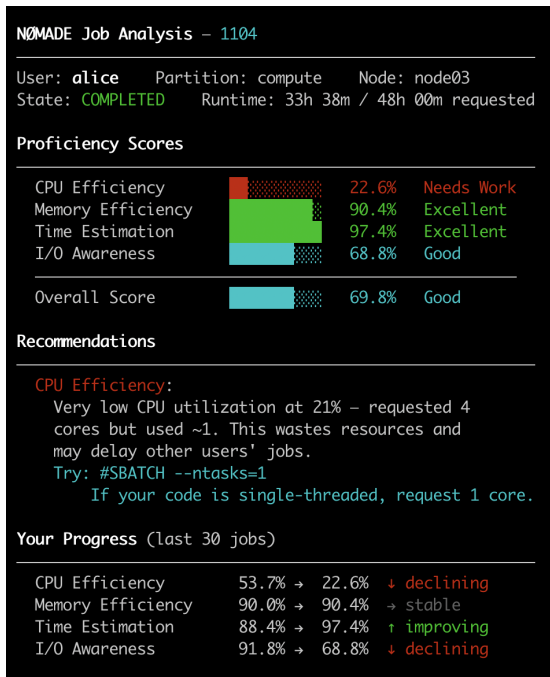 NØMADE Job Analysis — 1104
User: alice    Partition: compute    Node: node03
State: COMPLETED    Runtime: 33h 38m / 48h 00m requested
Proficiency Scores
CPU Efficiency    22.6%    Needs Work
Memory Efficiency    90.4%    Excellent
Time Estimation    97.4%    Excellent
I/O Awareness    68.8%    Good
Overall Score    69.8%    Good
Recommendations
CPU Efficiency:
Very low CPU utilization at 21% — requested 4
cores but used ~1. This wastes resources and
may delay other users' jobs.
Try: #SBATCH --ntasks=1
If your code is single-threaded, request 1 core.
Your Progress (last 30 jobs)
CPU Efficiency    53.7% → 22.6%    ↓ declining
Memory Efficiency    90.0% → 90.4%    → stable
Time Estimation    88.4% → 97.4%    ↑ improving
I/O Awareness    91.8% → 68.8%    ↓ declining